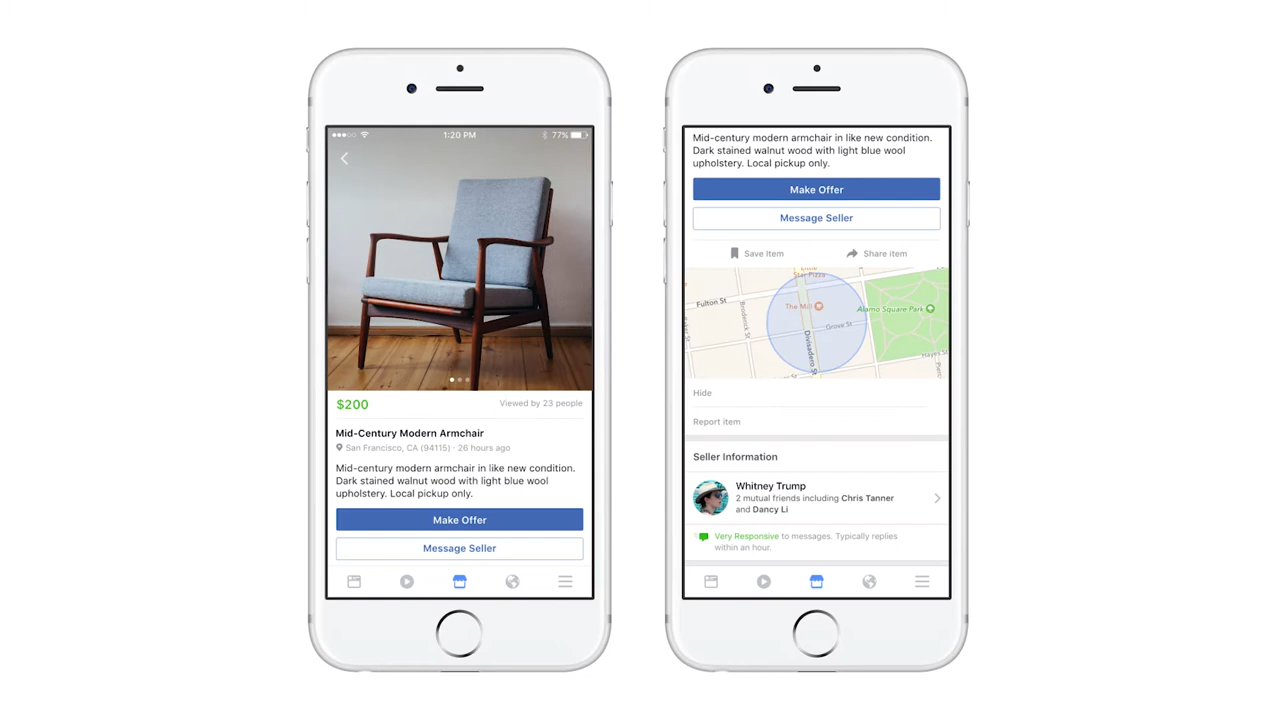 1:20 PM
77%
$200
Viewed by 23 people
Mid-Century Modern Armchair
San Francisco, CA (94115) · 26 hours ago
Mid-century modern armchair in like new condition.
Dark stained walnut wood with light blue wool
upholstery. Local pickup only.
Make Offer
Message Seller
Mid-century modern armchair in like new condition.
Dark stained walnut wood with light blue wool
upholstery. Local pickup only.
Make Offer
Message Seller
Save Item
Share item
Star Plaza
Fulton St
The Mill
Alamo Square Park
Broderick St
Grove St
Divisadero St
Hayes St
Hide
Report item
Seller Information
Whitney Trump
2 mutual friends including Chris Tanner
and Dancy Li
Very Responsive to messages. Typically replies
within an hour.